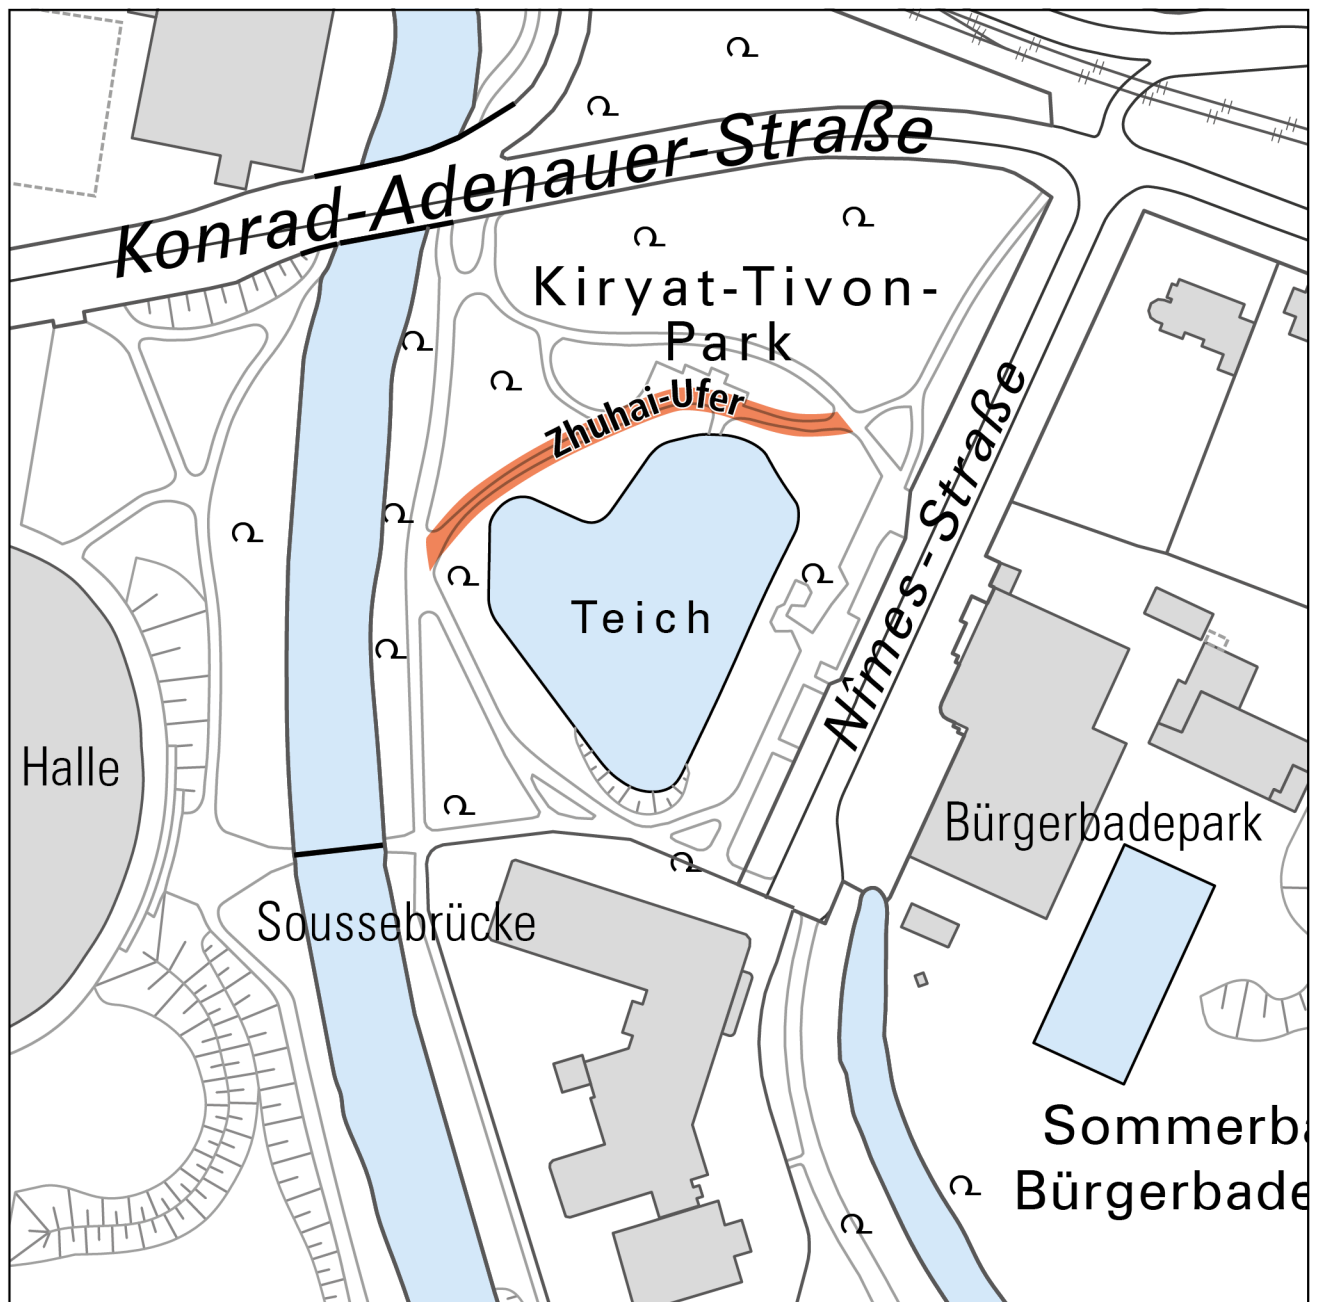 Konrad-Adenauer-Straße
Kiryat-Tivon-
Park
Zhuhai-Ufer
Nîmes-Straße
Teich
Halle
Bürgerbadepark
Soussebrücke
Sommerba
Bürgerbade